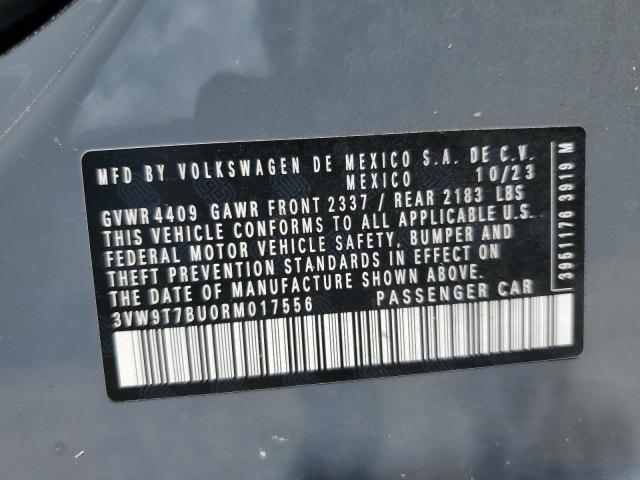 MFD BY VOLKSWAGEN DE MEXICO S.A. DE C.V.
MEXICO 10/23
GVWR 4409 GAWR FRONT 2337 / REAR 2183 LBS
THIS VEHICLE CONFORMS TO ALL APPLICABLE U.S.
FEDERAL MOTOR VEHICLE SAFETY, BUMPER AND
THEFT PREVENTION STANDARDS IN EFFECT ON
THE DATE OF MANUFACTURE SHOWN ABOVE.
3VW9T7BU0RM017556 PASSENGER CAR
3951176 3919 M